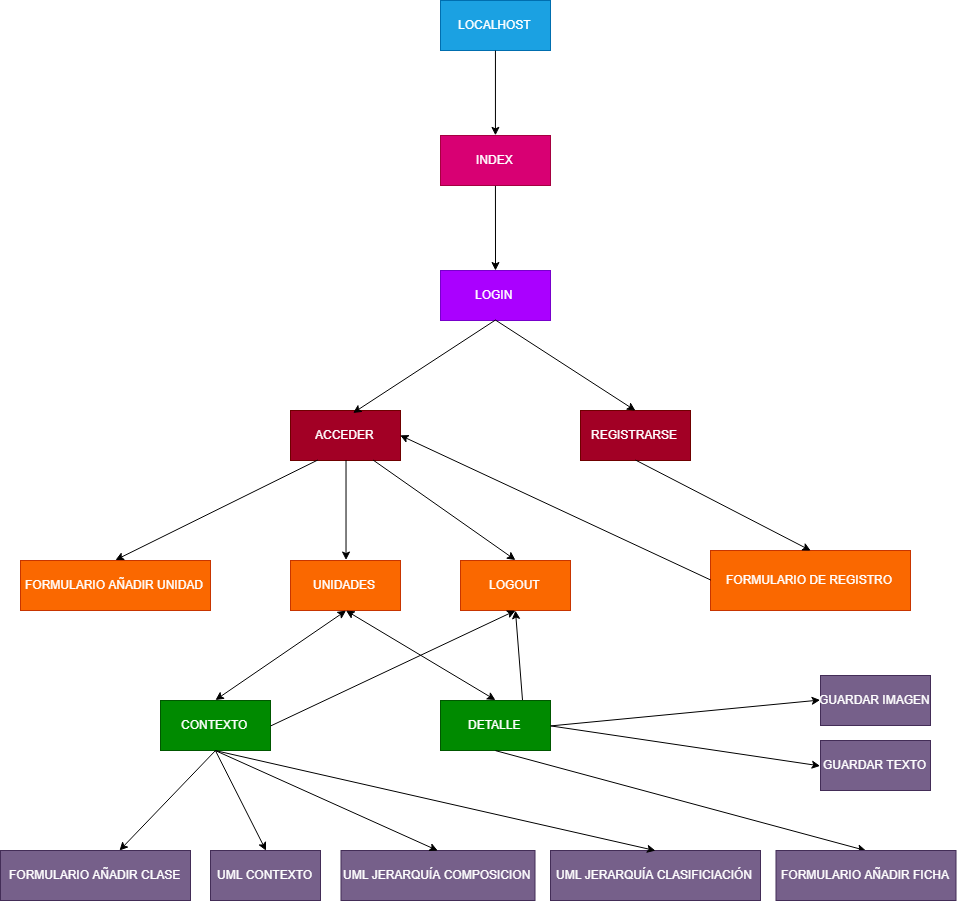 LOCALHOST
INDEX
LOGIN
ACCEDER
REGISTRARSE
FORMULARIO AÑADIR UNIDAD
UNIDADES
LOGOUT
FORMULARIO DE REGISTRO
CONTEXTO
DETALLE
GUARDAR IMAGEN
GUARDAR TEXTO
FORMULARIO AÑADIR CLASE
UML CONTEXTO
UML JERARQUÍA COMPOSICION
UML JERARQUÍA CLASIFICIACIÓN
FORMULARIO AÑADIR FICHA